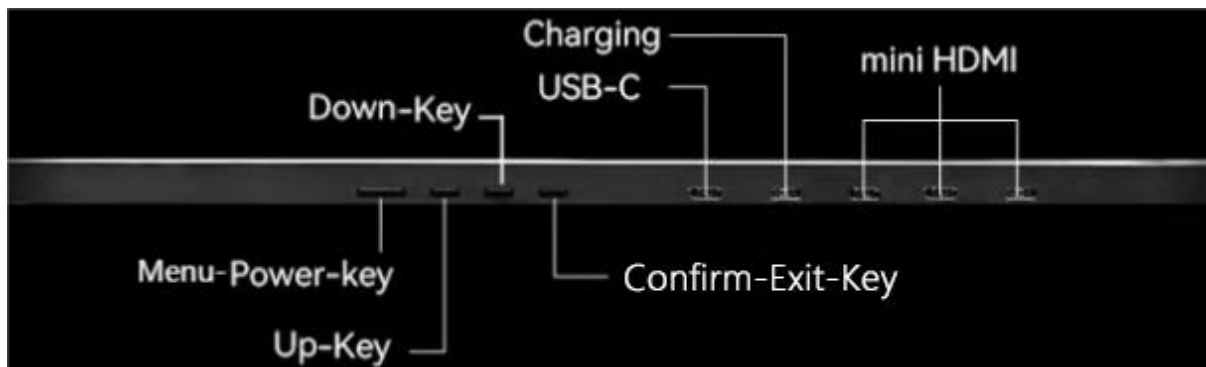 Charging
USB-C
mini HDMI
Down-Key
Menu-Power-key
Confirm-Exit-Key
Up-Key